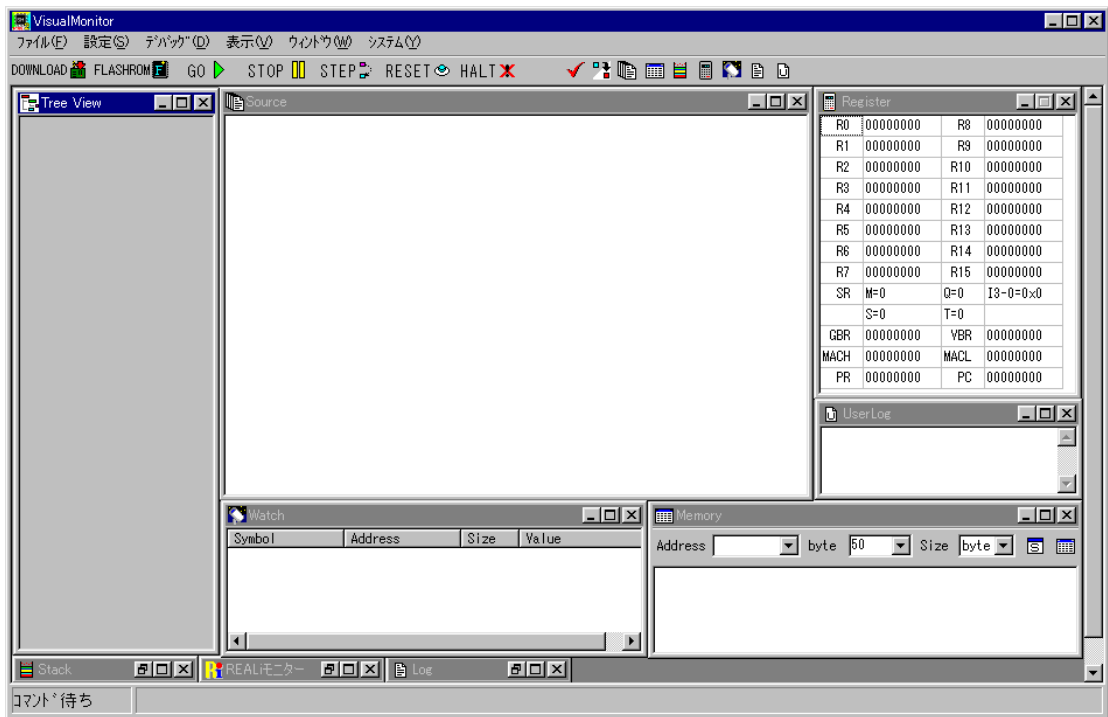 VisualMonitor
ﾌｧｲﾙ(F) 設定(S) ﾃﾞﾊﾞｯｸﾞ(D) 表示(V) ｳｨﾝﾄﾞｳ(W) ｼｽﾃﾑ(Y)
DOWNLOAD FLASHROM GO STOP STEP RESET HALT
Tree View
Source
Register
R0 00000000 R8 00000000
R1 00000000 R9 00000000
R2 00000000 R10 00000000
R3 00000000 R11 00000000
R4 00000000 R12 00000000
R5 00000000 R13 00000000
R6 00000000 R14 00000000
R7 00000000 R15 00000000
SR M=0 Q=0 I3-0=0x0
S=0 T=0
GBR 00000000 VBR 00000000
MACH 00000000 MACL 00000000
PR 00000000 PC 00000000
UserLog
Watch
Symbol Address Size Value
Memory
Address byte 50 Size byte
Stack
REALiモニター
Log
ｺﾏﾝﾄﾞ待ち